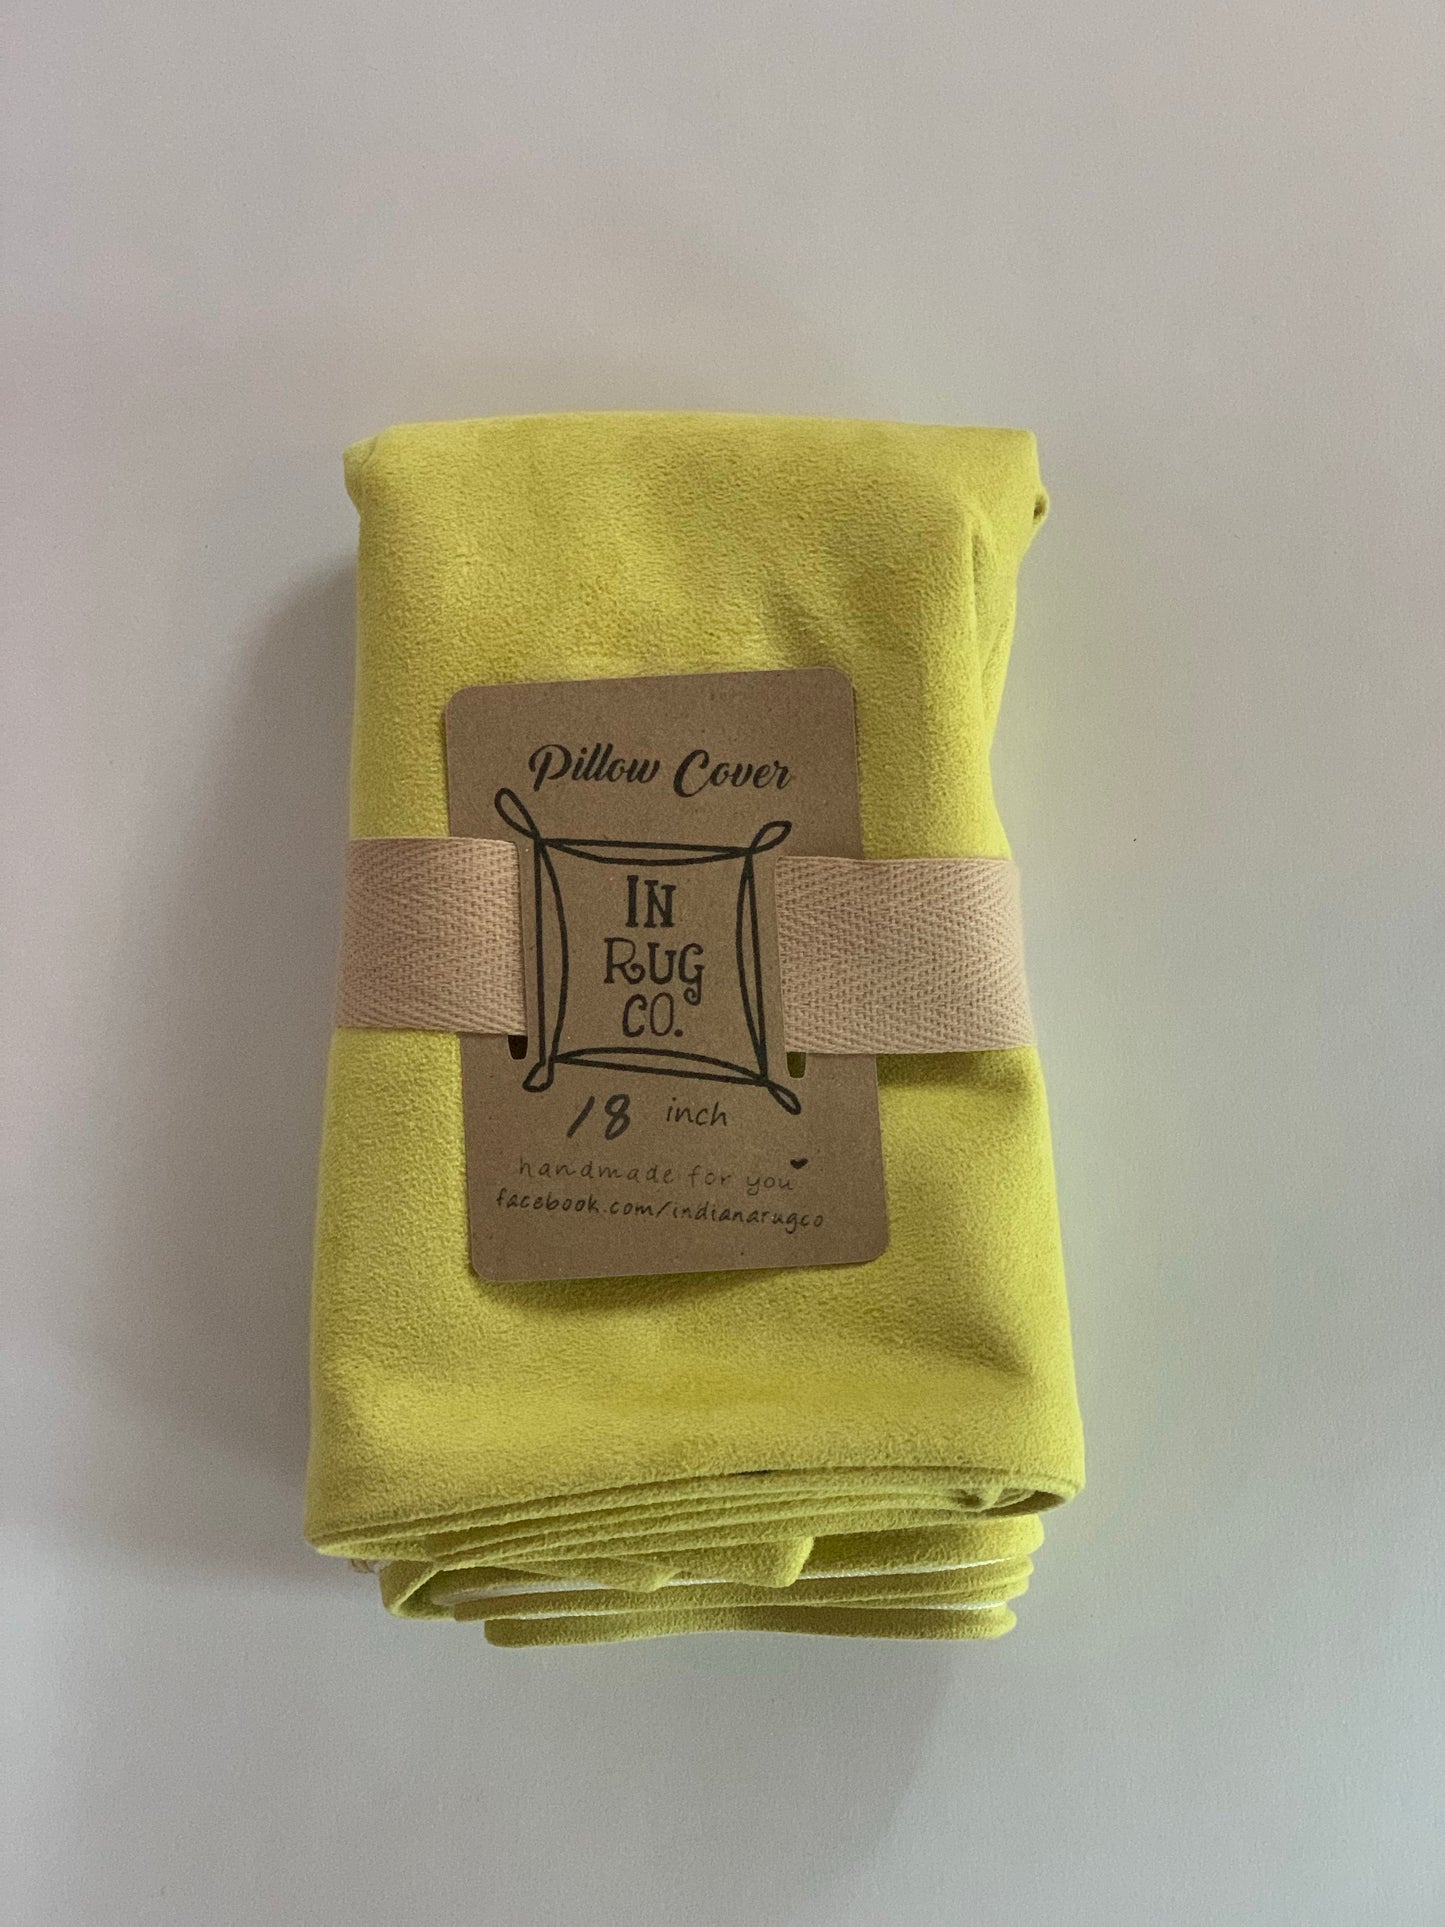 Pillow Cover
IN
RUG
CO.
18 inch
handmade for you
facebook.com/indianarugco